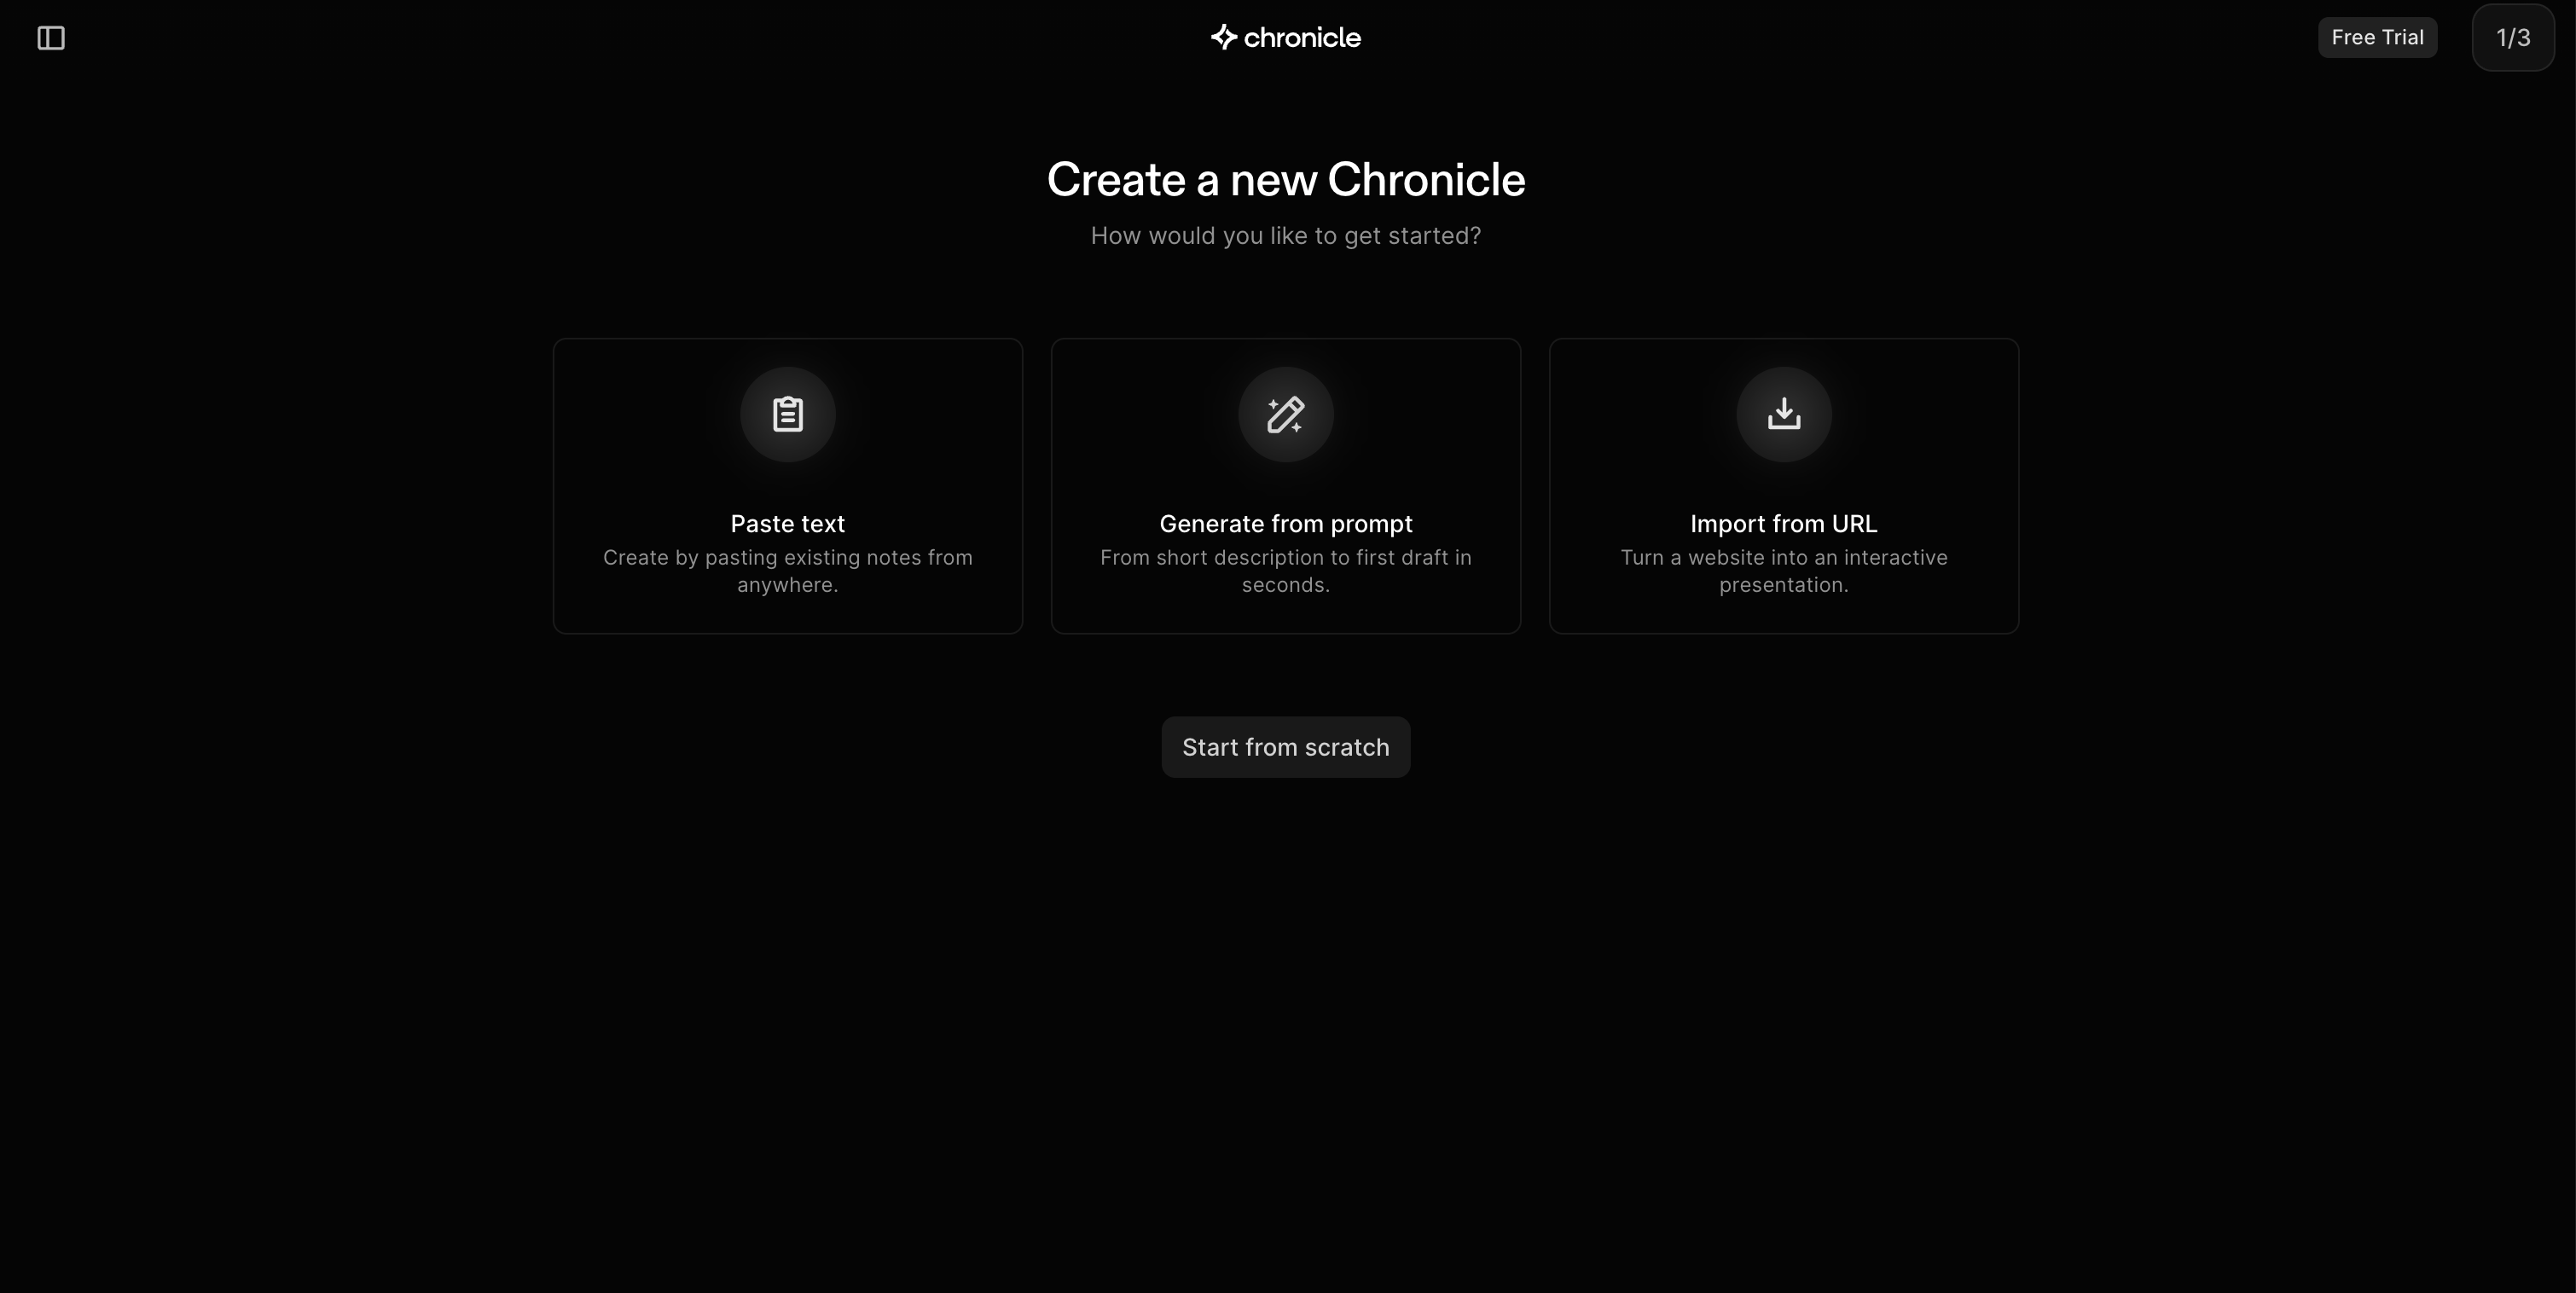 chronicle
Free Trial
1/3
Create a new Chronicle
How would you like to get started?
Paste text
Create by pasting existing notes from
anywhere.
Generate from prompt
From short description to first draft in
seconds.
Import from URL
Turn a website into an interactive
presentation.
Start from scratch